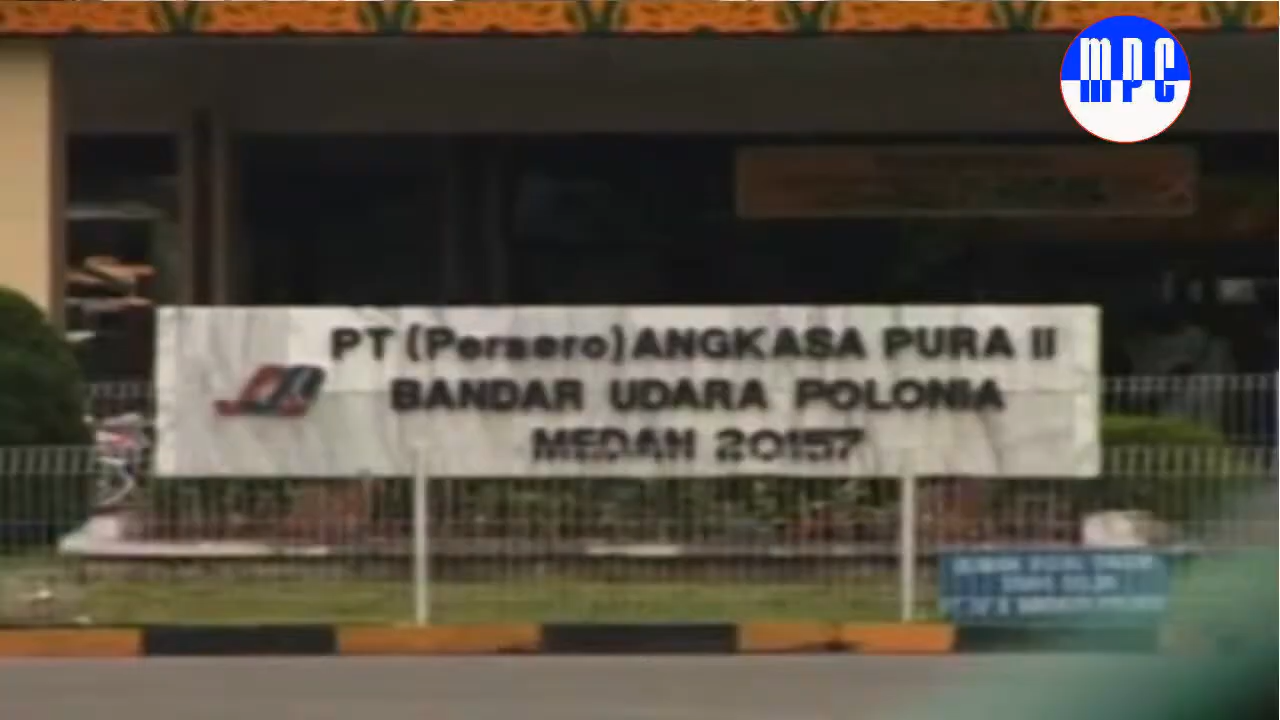 MPC
PT (Persero) ANGKASA PURA II
BANDAR UDARA POLONIA
MEDAN 20157